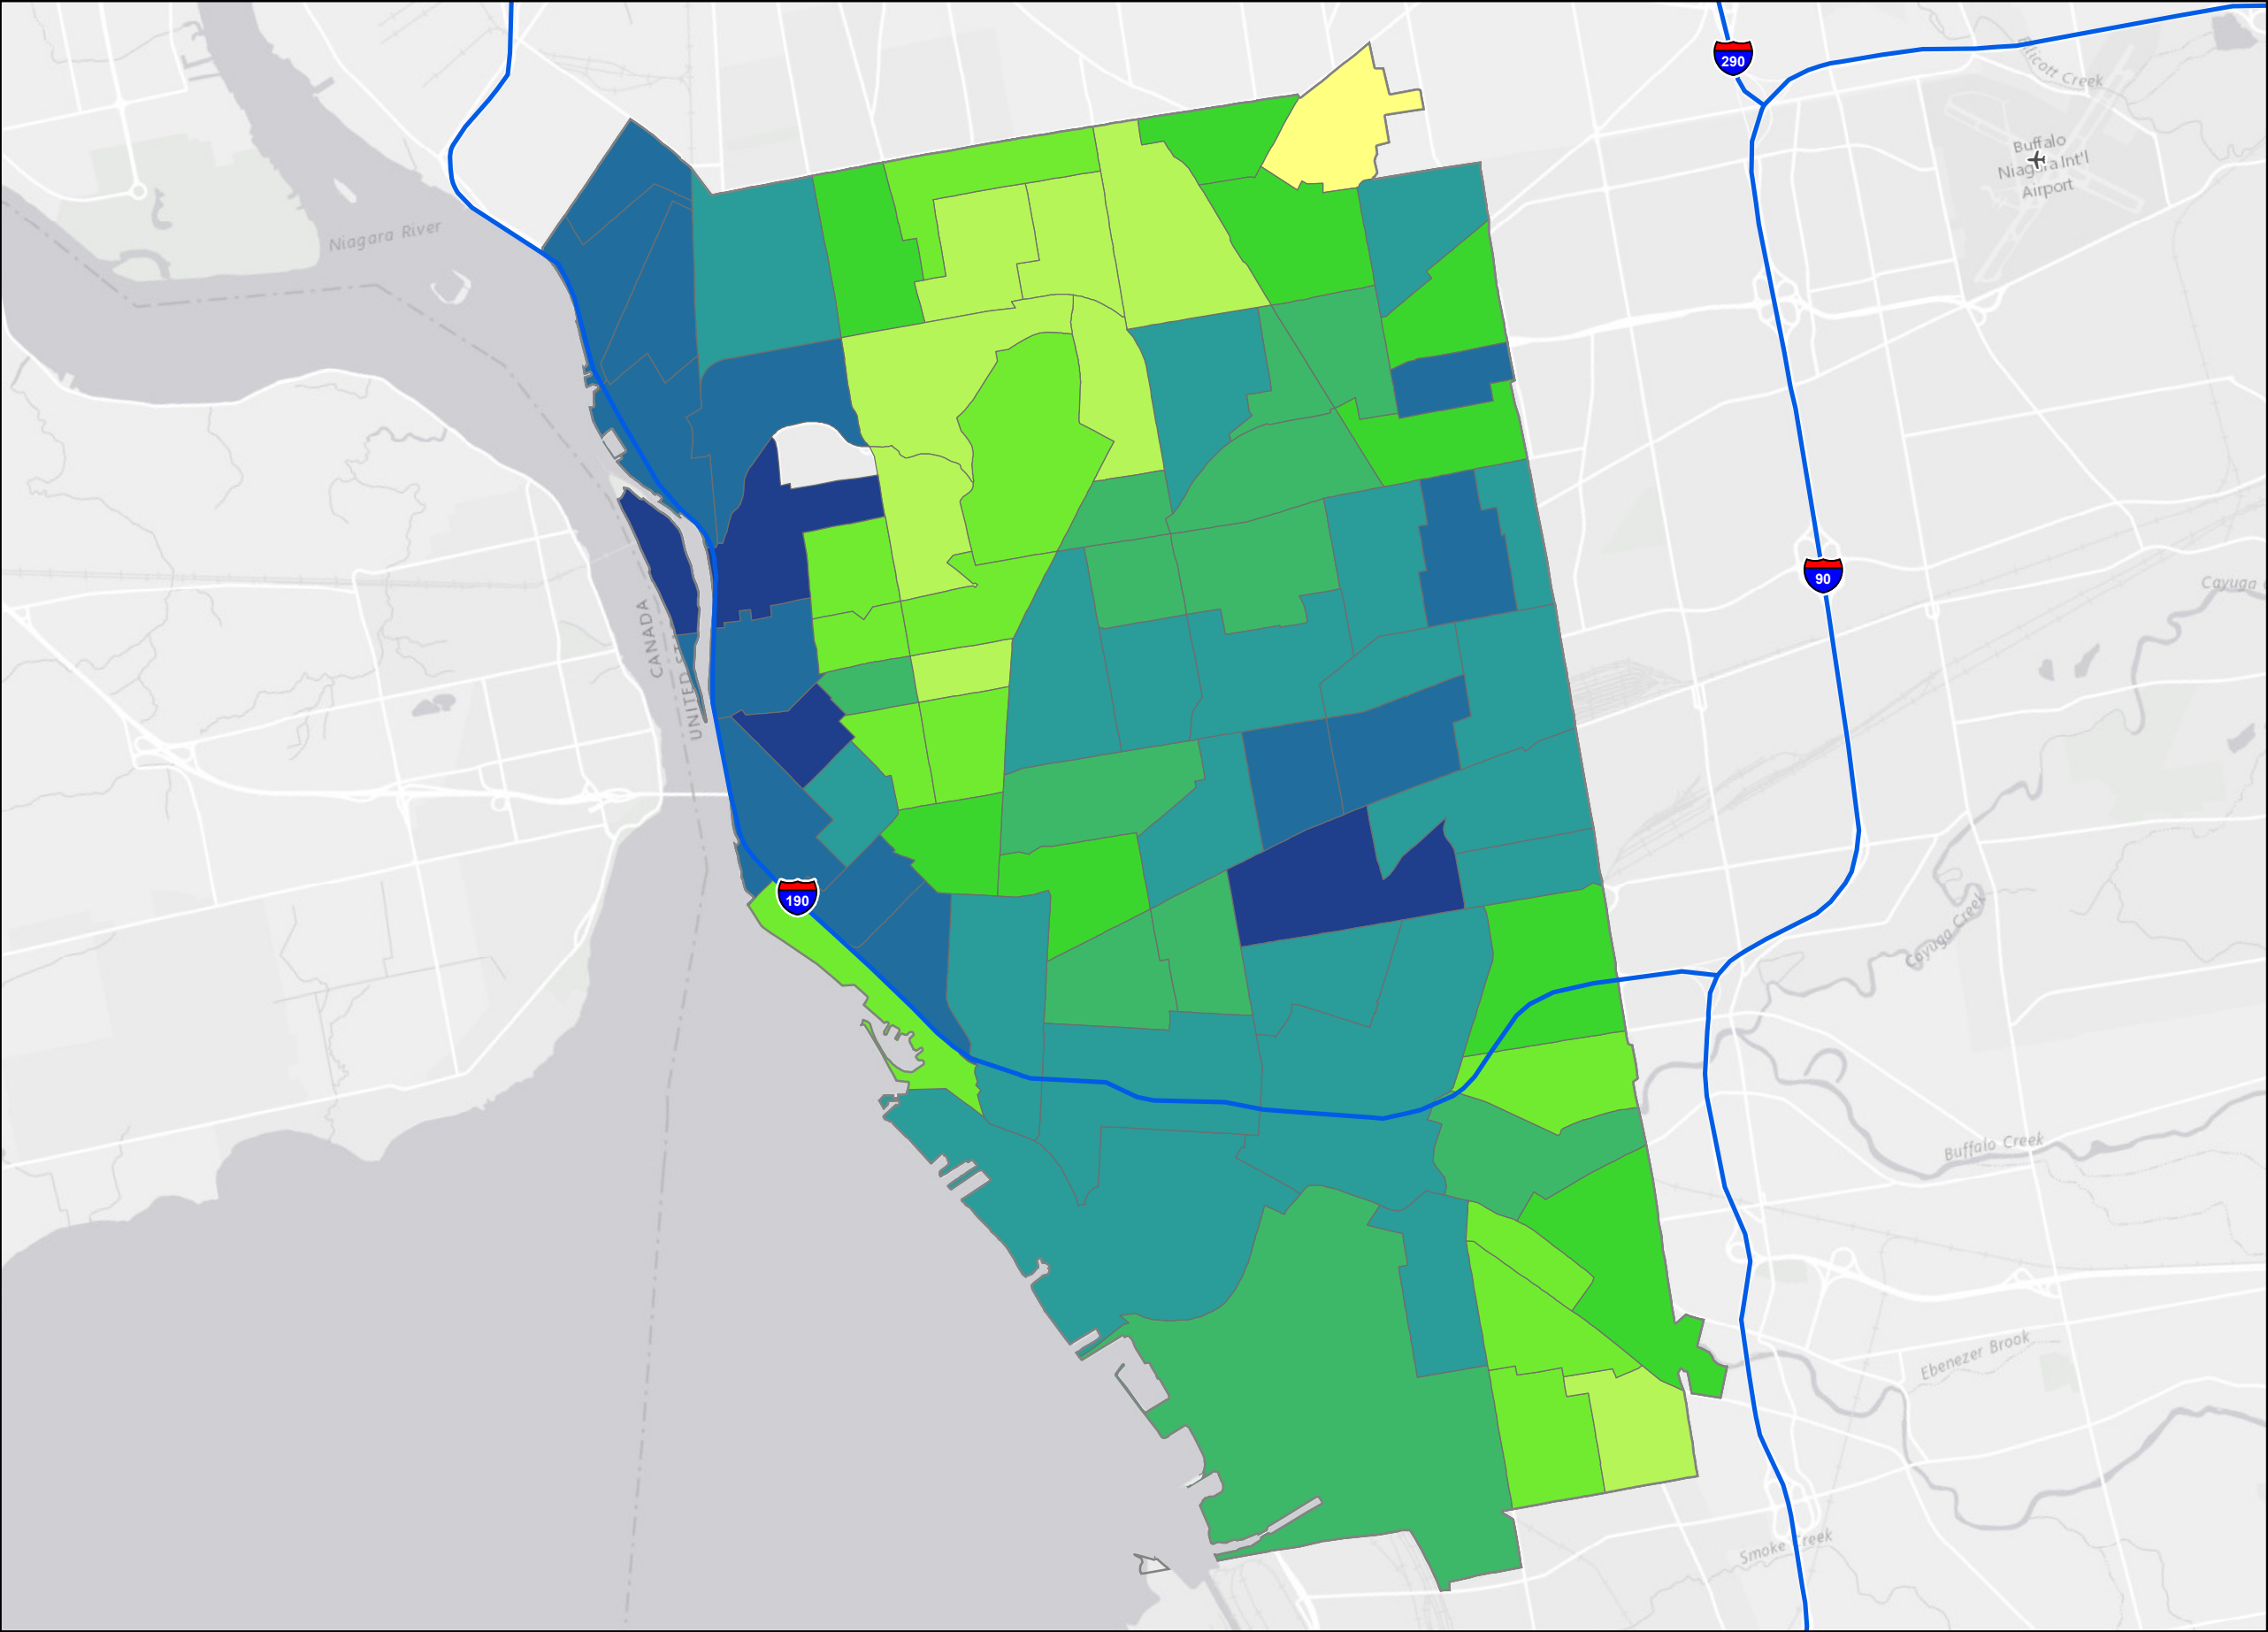 290
Ellicott Creek
Buffalo
Niagara Int'l
Airport
Niagara River
90
Cayuga
CANADA
UNITED ST
190
Cayuga Creek
Buffalo Creek
Ebenezer Brook
Smoke Creek